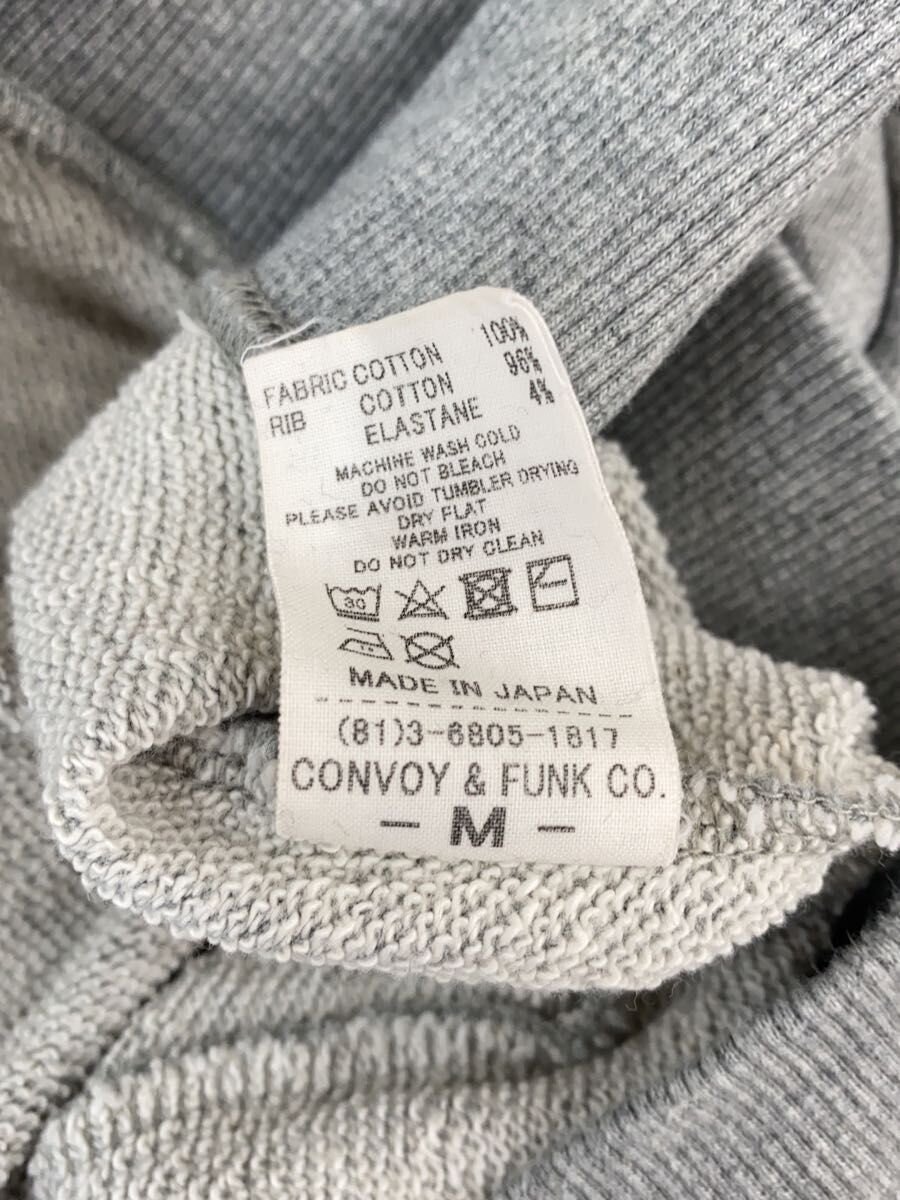 FABRIC COTTON 100%
RIB COTTON 96%
ELASTANE 4%
MACHINE WASH COLD
DO NOT BLEACH
PLEASE AVOID TUMBLER DRYING
DRY FLAT
WARM IRON
DO NOT DRY CLEAN
30
MADE IN JAPAN
(81)3-6805-1817
CONVOY & FUNK CO.
- M -